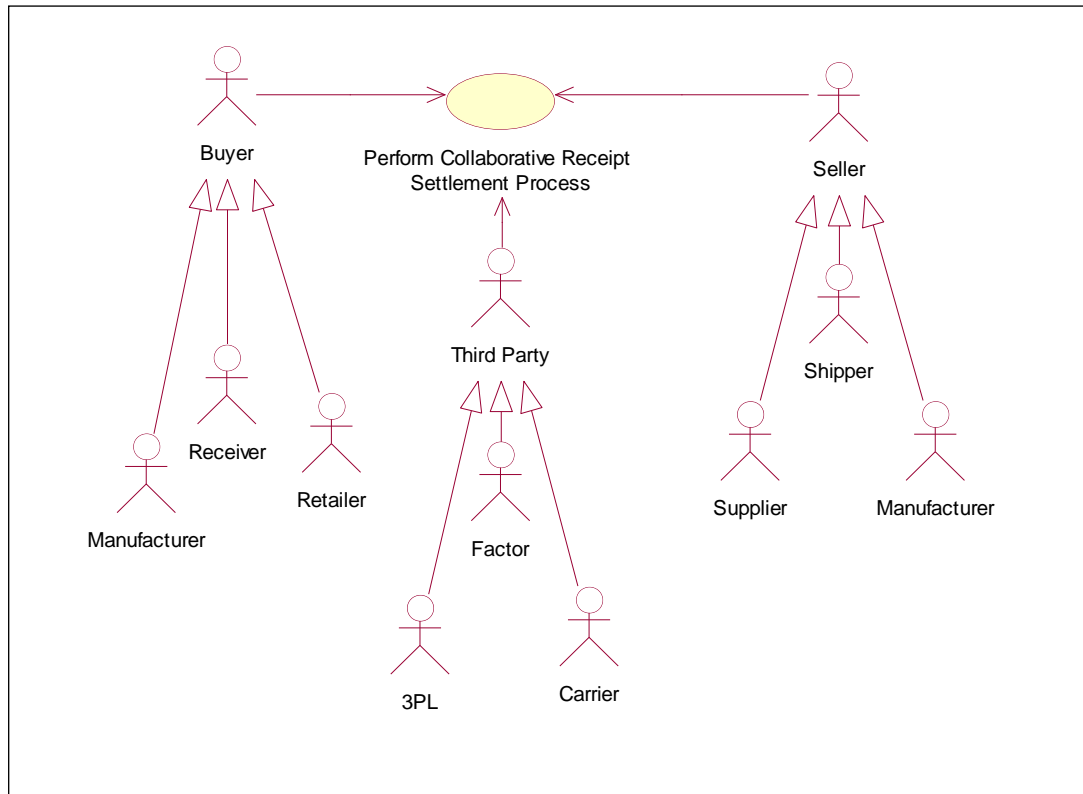 Buyer
Perform Collaborative Receipt
Settlement Process
Seller
Third Party
Shipper
Receiver
Retailer
Supplier
Manufacturer
Manufacturer
Factor
3PL
Carrier